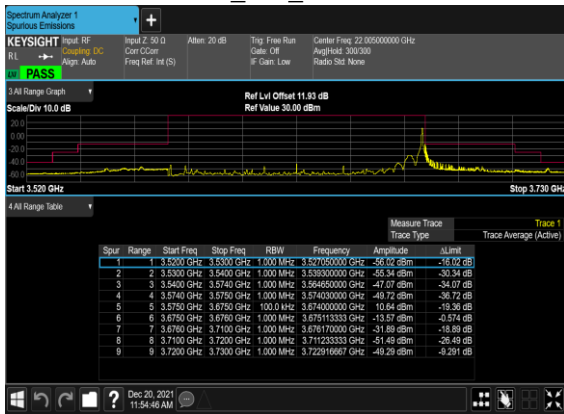 Spectrum Analyzer 1
Spurious Emissions
+
KEYSIGHT Input: RF Input Z: 50 Ω Atten: 20 dB Trig: Free Run Center Freq: 22.005000000 GHz
RL Coupling: DC Corr CCorr Gate: Off Avg|Hold: 300/300
Align: Auto Freq Ref: Int (S) IF Gain: Low Radio Std: None
PASS
3 All Range Graph
Ref Lvl Offset 11.93 dB
Scale/Div 10.0 dB Ref Value 30.00 dBm
20.0
0.00
-20.0
-40.0
-60.0
Start 3.520 GHz Stop 3.730 GHz
4 All Range Table
Measure Trace Trace 1
Trace Type Trace Average (Active)
Spur Range Start Freq Stop Freq RBW Frequency Amplitude ΔLimit
1 1 3.5200 GHz 3.5300 GHz 1.000 MHz 3.527050000 GHz -56.02 dBm -16.02 dB
2 2 3.5300 GHz 3.5400 GHz 1.000 MHz 3.539300000 GHz -55.34 dBm -30.34 dB
3 3 3.5400 GHz 3.5740 GHz 1.000 MHz 3.564650000 GHz -47.07 dBm -34.07 dB
4 4 3.5740 GHz 3.5750 GHz 1.000 MHz 3.574030000 GHz -49.72 dBm -36.72 dB
5 5 3.5750 GHz 3.6750 GHz 100.0 kHz 3.674000000 GHz 10.64 dBm -19.36 dB
6 6 3.6750 GHz 3.6760 GHz 1.000 MHz 3.675113333 GHz -13.57 dBm -0.574 dB
7 7 3.6760 GHz 3.7100 GHz 1.000 MHz 3.676170000 GHz -31.89 dBm -18.89 dB
8 8 3.7100 GHz 3.7200 GHz 1.000 MHz 3.711233333 GHz -51.49 dBm -26.49 dB
9 9 3.7200 GHz 3.7300 GHz 1.000 MHz 3.722916667 GHz -49.29 dBm -9.291 dB
? Dec 20, 2021
11:54:46 AM